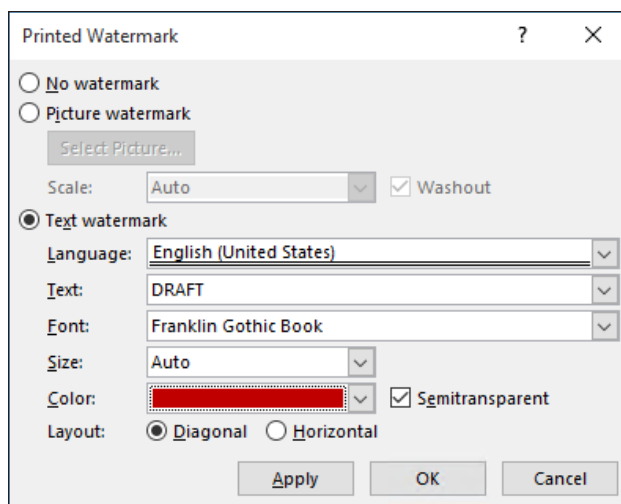 Printed Watermark ?
No watermark
Picture watermark
Select Picture...
Scale: Auto Washout
Text watermark
Language: English (United States)
Text: DRAFT
Font: Franklin Gothic Book
Size: Auto
Color: Semitransparent
Layout: Diagonal Horizontal
Apply OK Cancel